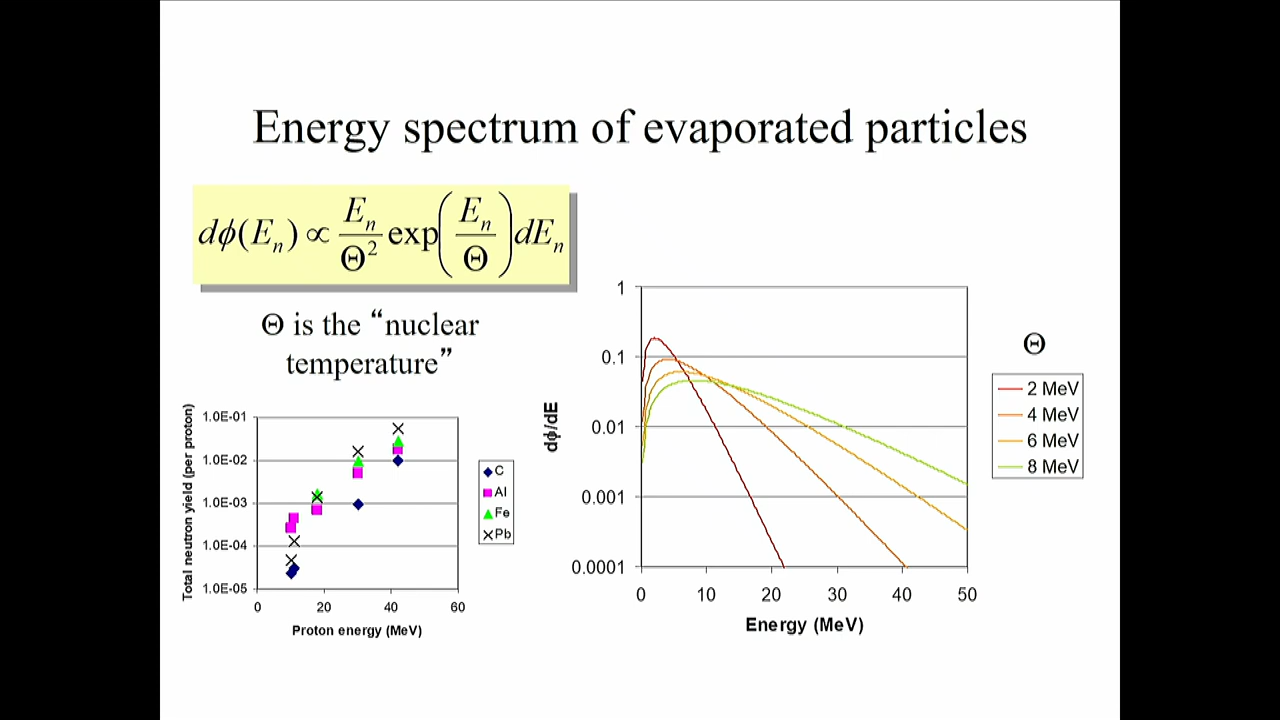 Energy spectrum of evaporated particles
dϕ(Eₙ) ∝ Eₙ/Θ² exp(Eₙ/Θ) dEₙ
Θ is the “nuclear
temperature”
Total neutron yield (per proton)
1.0E-01
1.0E-02
1.0E-03
1.0E-04
1.0E-05
0 20 40 60
Proton energy (MeV)
C
Al
Fe
Pb
dϕ/dE
1
0.1
0.01
0.001
0.0001
0 10 20 30 40 50
Energy (MeV)
Θ
2 MeV
4 MeV
6 MeV
8 MeV